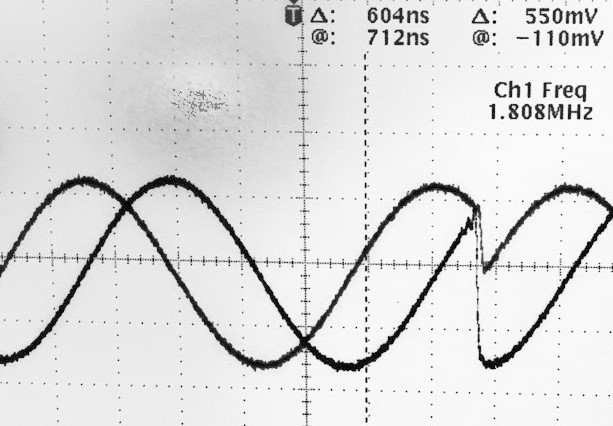 T Δ: 604ns Δ: 550mV
@: 712ns @: −110mV
Ch1 Freq
1.808MHz